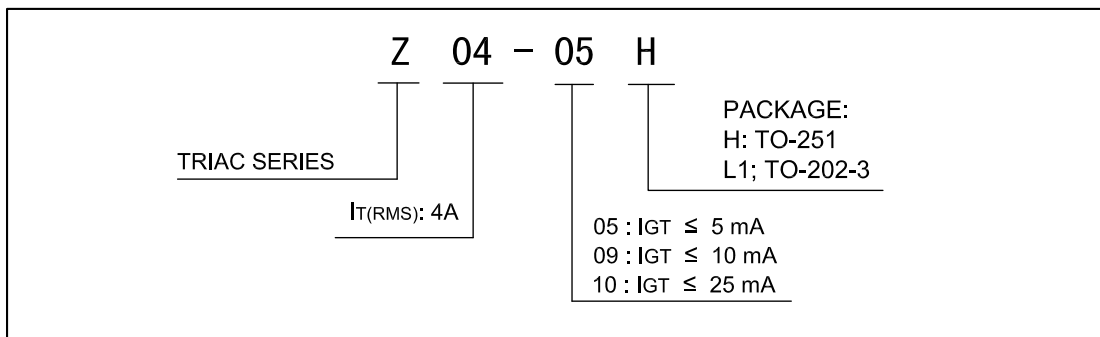 Z 04 - 05 H
PACKAGE:
H: TO-251
L1; TO-202-3
TRIAC SERIES
IT(RMS): 4A
05 : IGT ≤ 5 mA
09 : IGT ≤ 10 mA
10 : IGT ≤ 25 mA